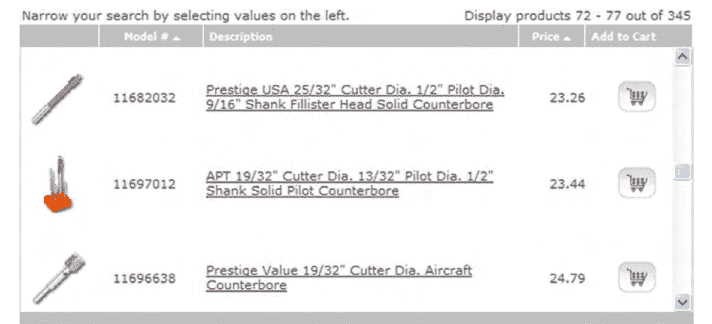 Narrow your search by selecting values on the left.
Display products 72 - 77 out of 345
Model # Description Price Add to Cart
11682032
Prestige USA 25/32" Cutter Dia. 1/2" Pilot Dia.
9/16" Shank Fillister Head Solid Counterbore
23.26
11697012
APT 19/32" Cutter Dia. 13/32" Pilot Dia. 1/2"
Shank Solid Pilot Counterbore
23.44
11696638
Prestige Value 19/32" Cutter Dia. Aircraft
Counterbore
24.79